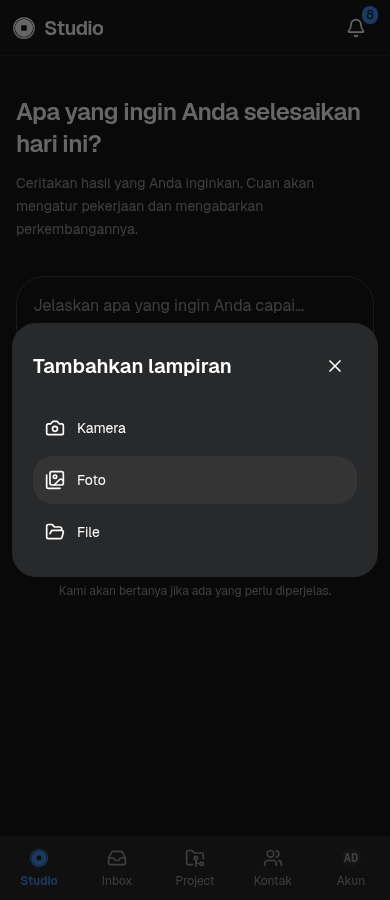 Studio
8
Apa yang ingin Anda selesaikan
hari ini?
Ceritakan hasil yang Anda inginkan. Cuan akan
mengatur pekerjaan dan mengabarkan
perkembangannya.
Jelaskan apa yang ingin Anda capai...
Tambahkan lampiran
Kamera
Foto
File
Kami akan bertanya jika ada yang perlu diperjelas.
AD
Studio
Inbox
Project
Kontak
Akun